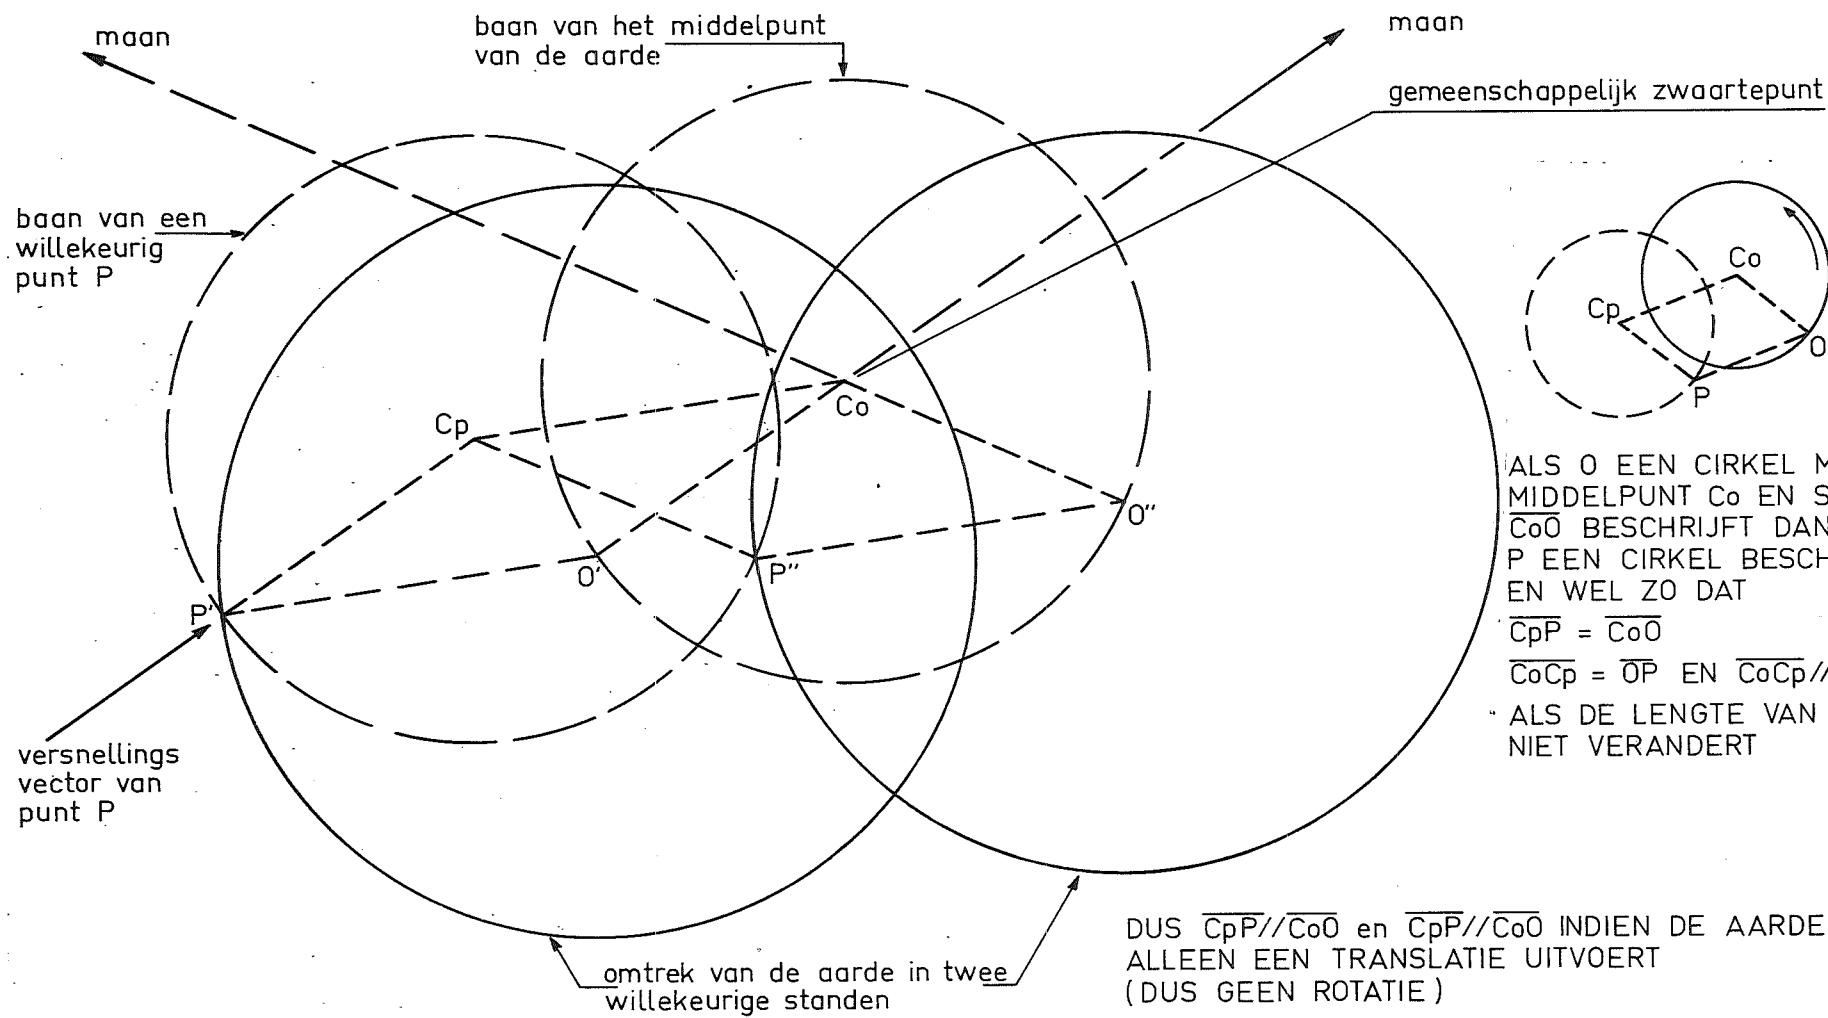 maan
baan van het middelpunt
van de aarde
maan
gemeenschappelijk zwaartepunt
baan van een
willekeurig
punt P
Co
Cp
O
P
Cp
Co
O'
P''
O''
P'
ALS O EEN CIRKEL M
MIDDELPUNT Co EN S
CoO BESCHRIJFT DAN
P EEN CIRKEL BESCH
EN WEL ZO DAT
CpP = CoO
CoCp = OP EN CoCp//
ALS DE LENGTE VAN
NIET VERANDERT
versnellings
vector van
punt P
omtrek van de aarde in twee
willekeurige standen
DUS CpP//CoO en CpP//CoO INDIEN DE AARDE
ALLEEN EEN TRANSLATIE UITVOERT
(DUS GEEN ROTATIE)